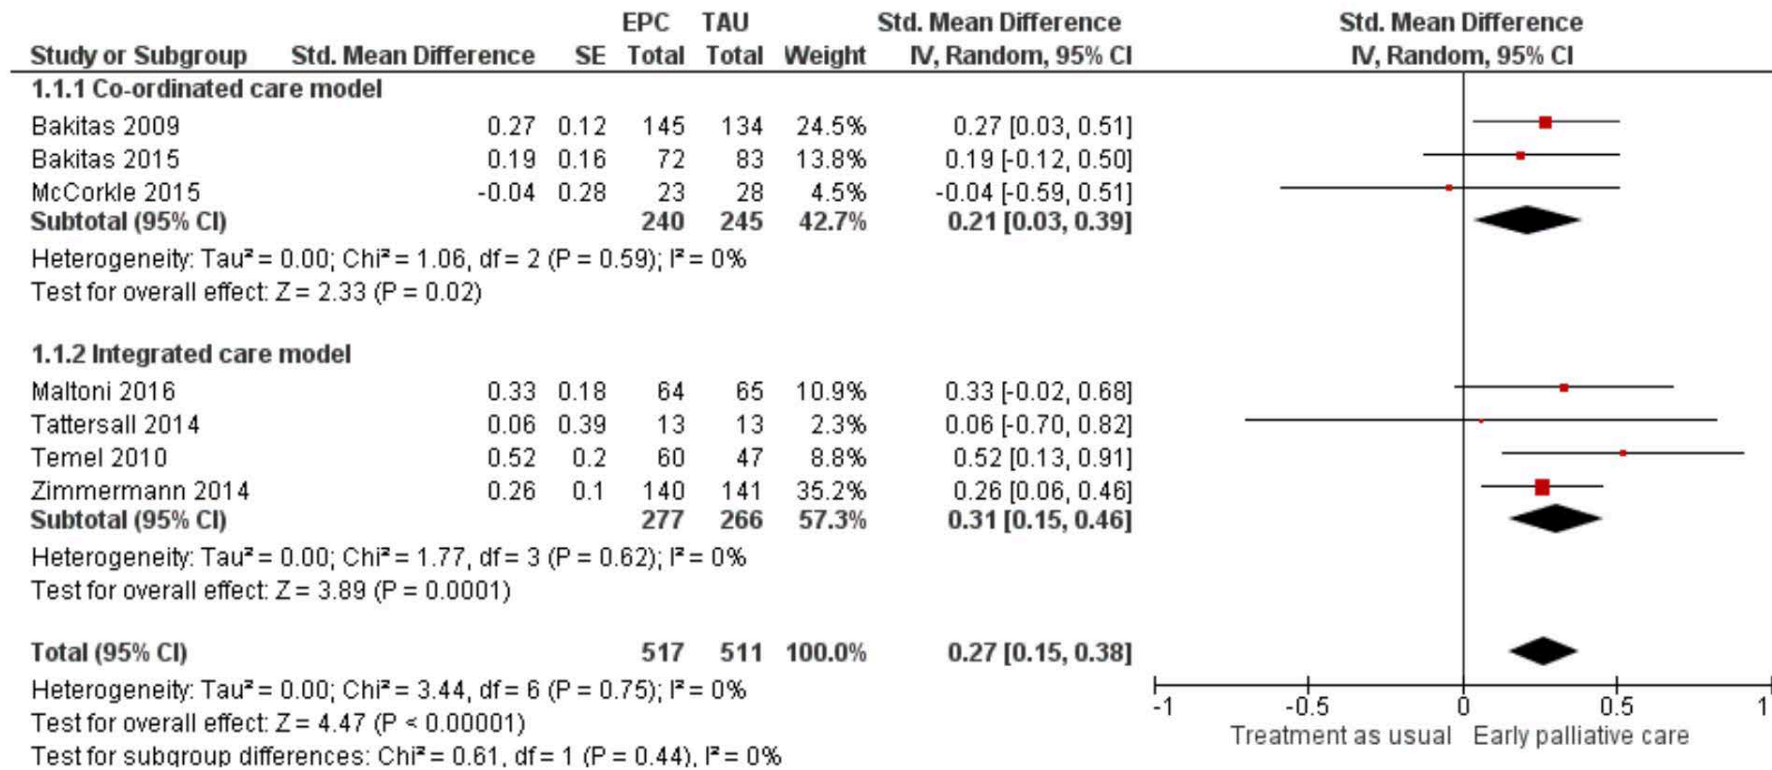 EPC TAU Std. Mean Difference Std. Mean Difference
Study or Subgroup Std. Mean Difference SE Total Total Weight IV, Random, 95% CI IV, Random, 95% CI
1.1.1 Co-ordinated care model
Bakitas 2009 0.27 0.12 145 134 24.5% 0.27 [0.03, 0.51]
Bakitas 2015 0.19 0.16 72 83 13.8% 0.19 [-0.12, 0.50]
McCorkle 2015 -0.04 0.28 23 28 4.5% -0.04 [-0.59, 0.51]
Subtotal (95% CI) 240 245 42.7% 0.21 [0.03, 0.39]
Heterogeneity: Tau² = 0.00; Chi² = 1.06, df = 2 (P = 0.59); I² = 0%
Test for overall effect: Z = 2.33 (P = 0.02)
1.1.2 Integrated care model
Maltoni 2016 0.33 0.18 64 65 10.9% 0.33 [-0.02, 0.68]
Tattersall 2014 0.06 0.39 13 13 2.3% 0.06 [-0.70, 0.82]
Temel 2010 0.52 0.2 60 47 8.8% 0.52 [0.13, 0.91]
Zimmermann 2014 0.26 0.1 140 141 35.2% 0.26 [0.06, 0.46]
Subtotal (95% CI) 277 266 57.3% 0.31 [0.15, 0.46]
Heterogeneity: Tau² = 0.00; Chi² = 1.77, df = 3 (P = 0.62); I² = 0%
Test for overall effect: Z = 3.89 (P = 0.0001)
Total (95% CI) 517 511 100.0% 0.27 [0.15, 0.38]
Heterogeneity: Tau² = 0.00; Chi² = 3.44, df = 6 (P = 0.75); I² = 0%
Test for overall effect: Z = 4.47 (P < 0.00001)
Test for subgroup differences: Chi² = 0.61, df = 1 (P = 0.44), I² = 0%
-1 -0.5 0 0.5 1
Treatment as usual Early palliative care